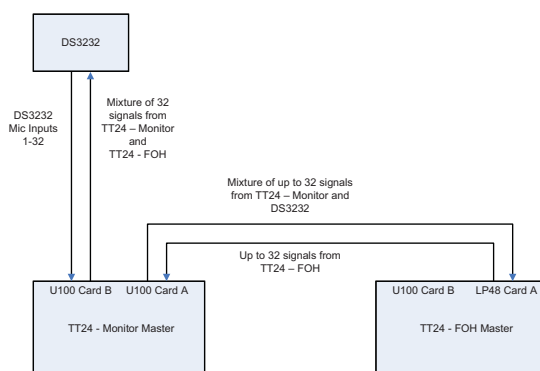 DS3232
DS3232
Mic Inputs
1-32
Mixture of 32
signals from
TT24 – Monitor
and
TT24 - FOH
Mixture of up to 32 signals
from TT24 – Monitor and
DS3232
Up to 32 signals from
TT24 – FOH
U100 Card B
U100 Card A
TT24 - Monitor Master
U100 Card B
LP48 Card A
TT24 - FOH Master